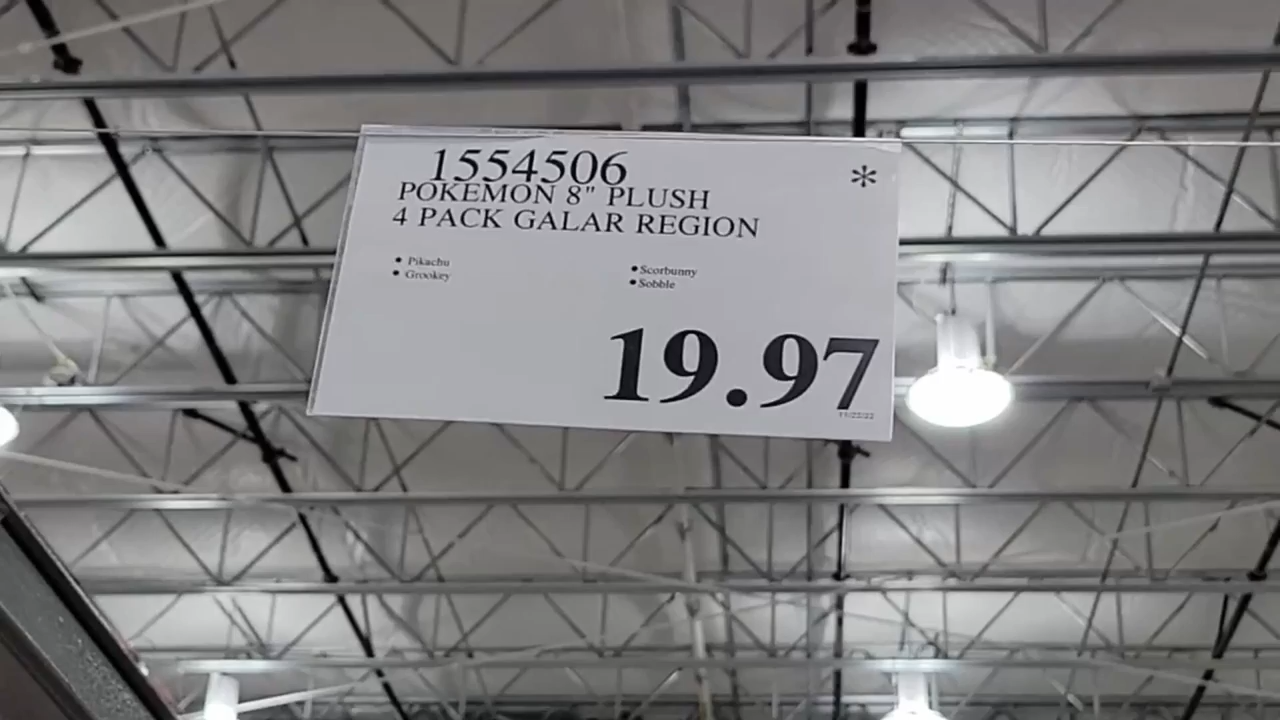 1554506 *
POKEMON 8" PLUSH
4 PACK GALAR REGION
• Pikachu
• Grookey
• Scorbunny
• Sobble
19.97